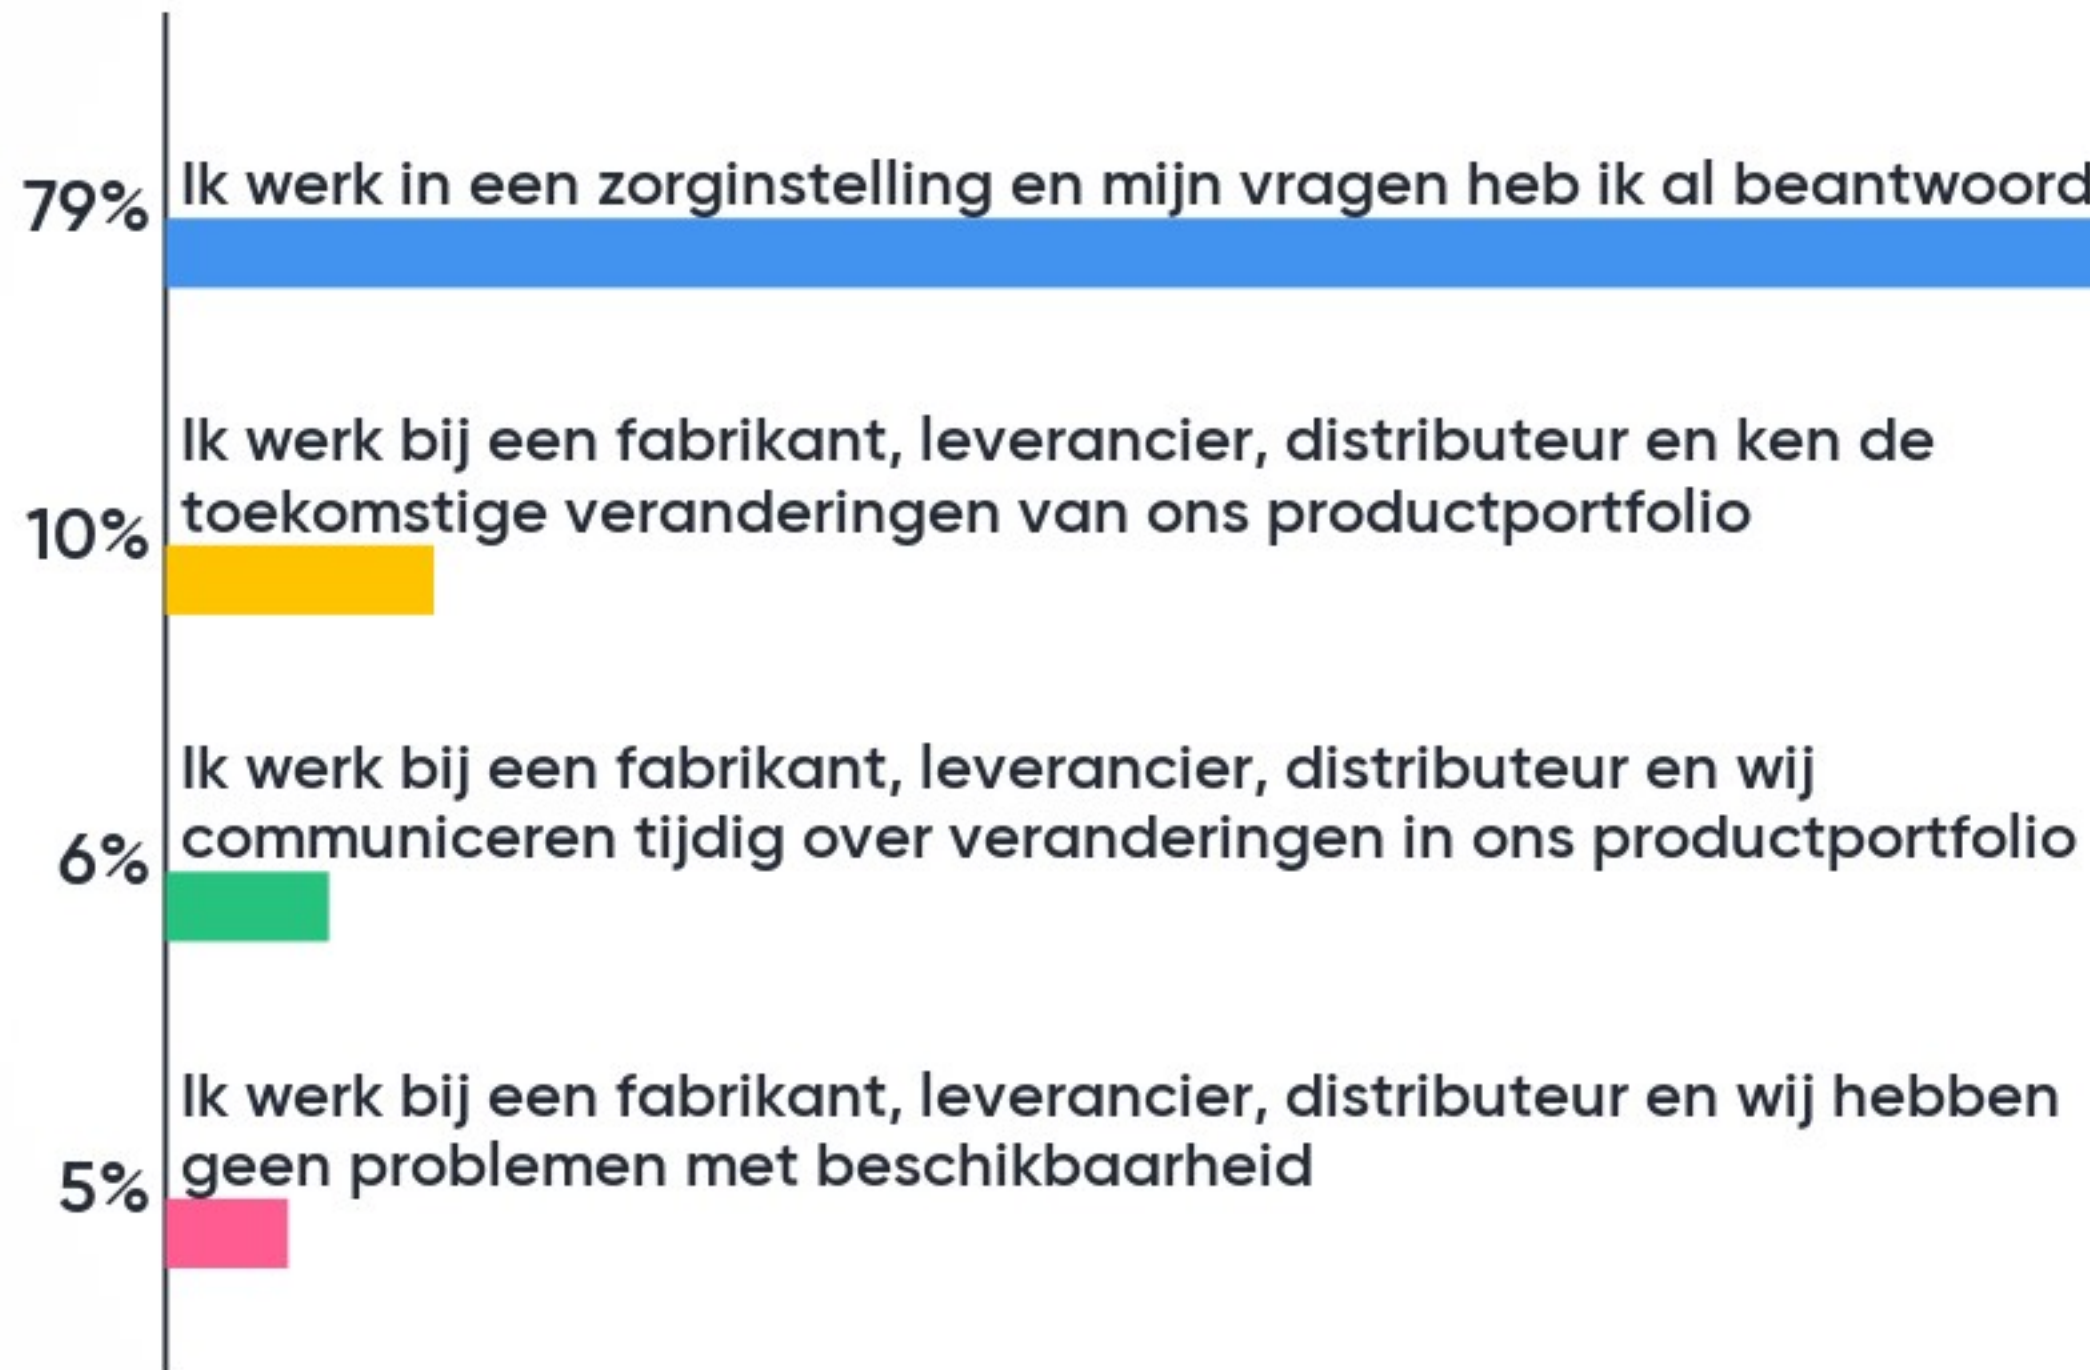 79%
Ik werk in een zorginstelling en mijn vragen heb ik al beantwoord
10%
Ik werk bij een fabrikant, leverancier, distributeur en ken de
toekomstige veranderingen van ons productportfolio
6%
Ik werk bij een fabrikant, leverancier, distributeur en wij
communiceren tijdig over veranderingen in ons productportfolio
5%
Ik werk bij een fabrikant, leverancier, distributeur en wij hebben
geen problemen met beschikbaarheid